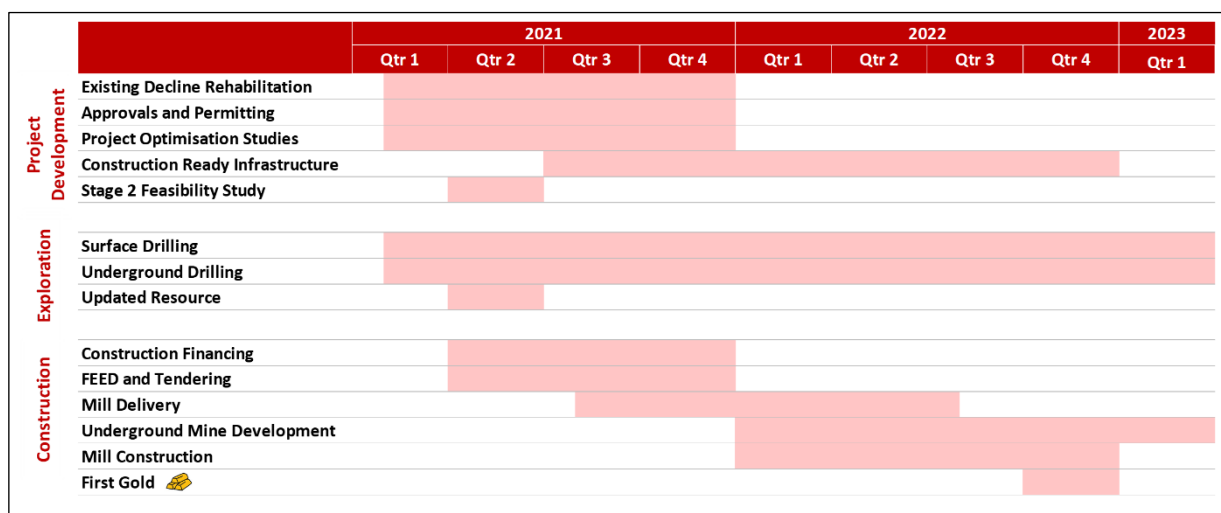 2021 2022 2023
Qtr 1 Qtr 2 Qtr 3 Qtr 4 Qtr 1 Qtr 2 Qtr 3 Qtr 4 Qtr 1
Project Development
Existing Decline Rehabilitation
Approvals and Permitting
Project Optimisation Studies
Construction Ready Infrastructure
Stage 2 Feasibility Study
Exploration
Surface Drilling
Underground Drilling
Updated Resource
Construction
Construction Financing
FEED and Tendering
Mill Delivery
Underground Mine Development
Mill Construction
First Gold